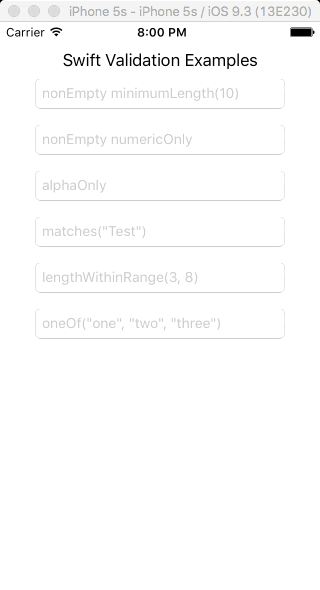 iPhone 5s - iPhone 5s / iOS 9.3 (13E230)
Carrier 8:00 PM
Swift Validation Examples
nonEmpty minimumLength(10)
nonEmpty numericOnly
alphaOnly
matches("Test")
lengthWithinRange(3, 8)
oneOf("one", "two", "three")